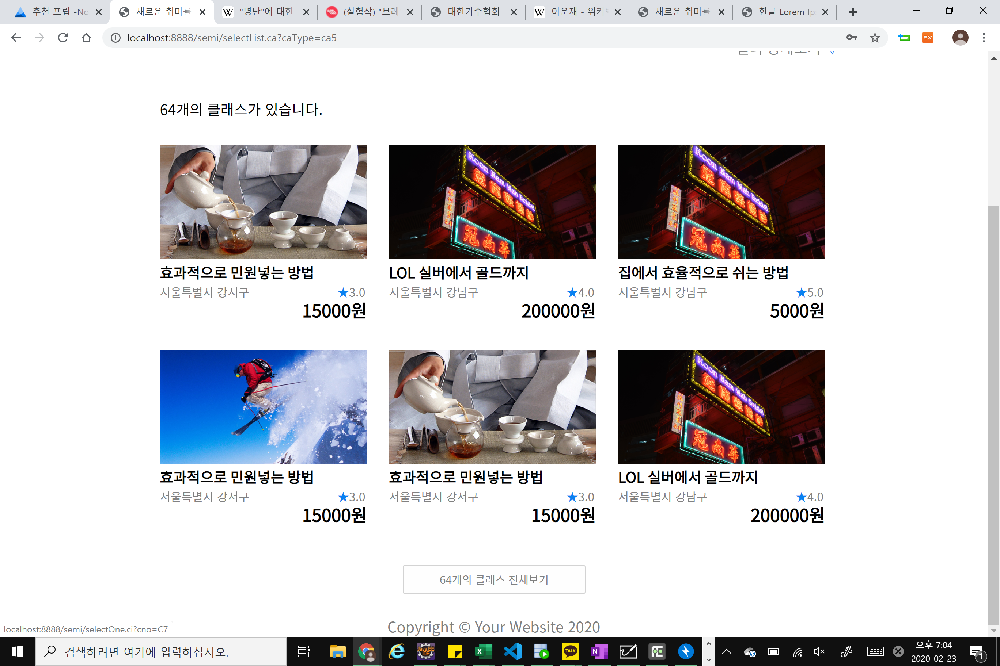 추천 프립 -No
새로운 취미를
"명단"에 대한
(실험작) "브레
대한가수협회
이운재 - 위키
새로운 취미를
한글 Lorem Ip
localhost:8888/semi/selectList.ca?caType=ca5
EX
64개의 클래스가 있습니다.
Koon Nam Wah Bridal
冠南華
Koon Nam Wah Bridal
冠南華
효과적으로 민원넣는 방법
LOL 실버에서 골드까지
집에서 효율적으로 쉬는 방법
서울특별시 강서구 ★3.0
서울특별시 강남구 ★4.0
서울특별시 강남구 ★5.0
15000원
200000원
5000원
Koon Nam Wah Bridal
冠南華
효과적으로 민원넣는 방법
효과적으로 민원넣는 방법
LOL 실버에서 골드까지
서울특별시 강서구 ★3.0
서울특별시 강서구 ★3.0
서울특별시 강남구 ★4.0
15000원
15000원
200000원
64개의 클래스 전체보기
Copyright © Your Website 2020
localhost:8888/semi/selectOne.ci?cno=C7
검색하려면 여기에 입력하십시오.
Java EE
IDE
TALK
오후 7:04
2020-02-23
1